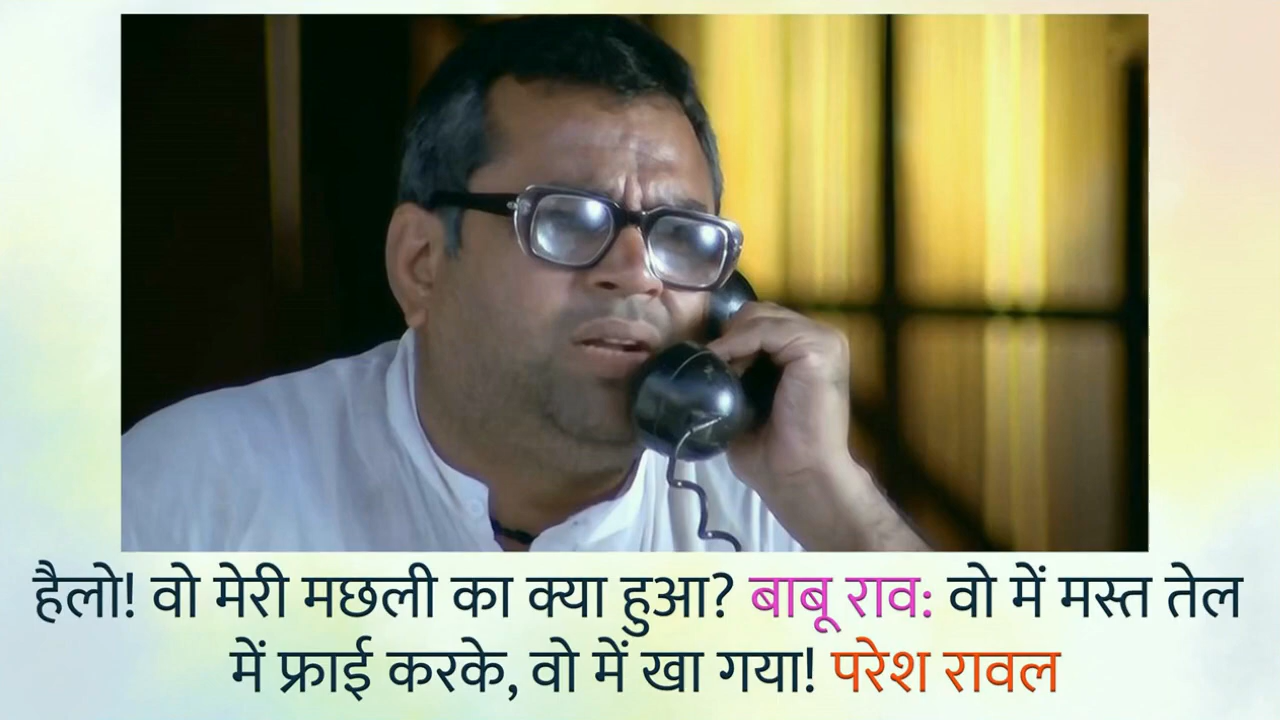 हैलो! वो मेरी मछली का क्या हुआ? बाबू राव: वो में मस्त तेल
में फ्राई करके, वो में खा गया! परेश रावल